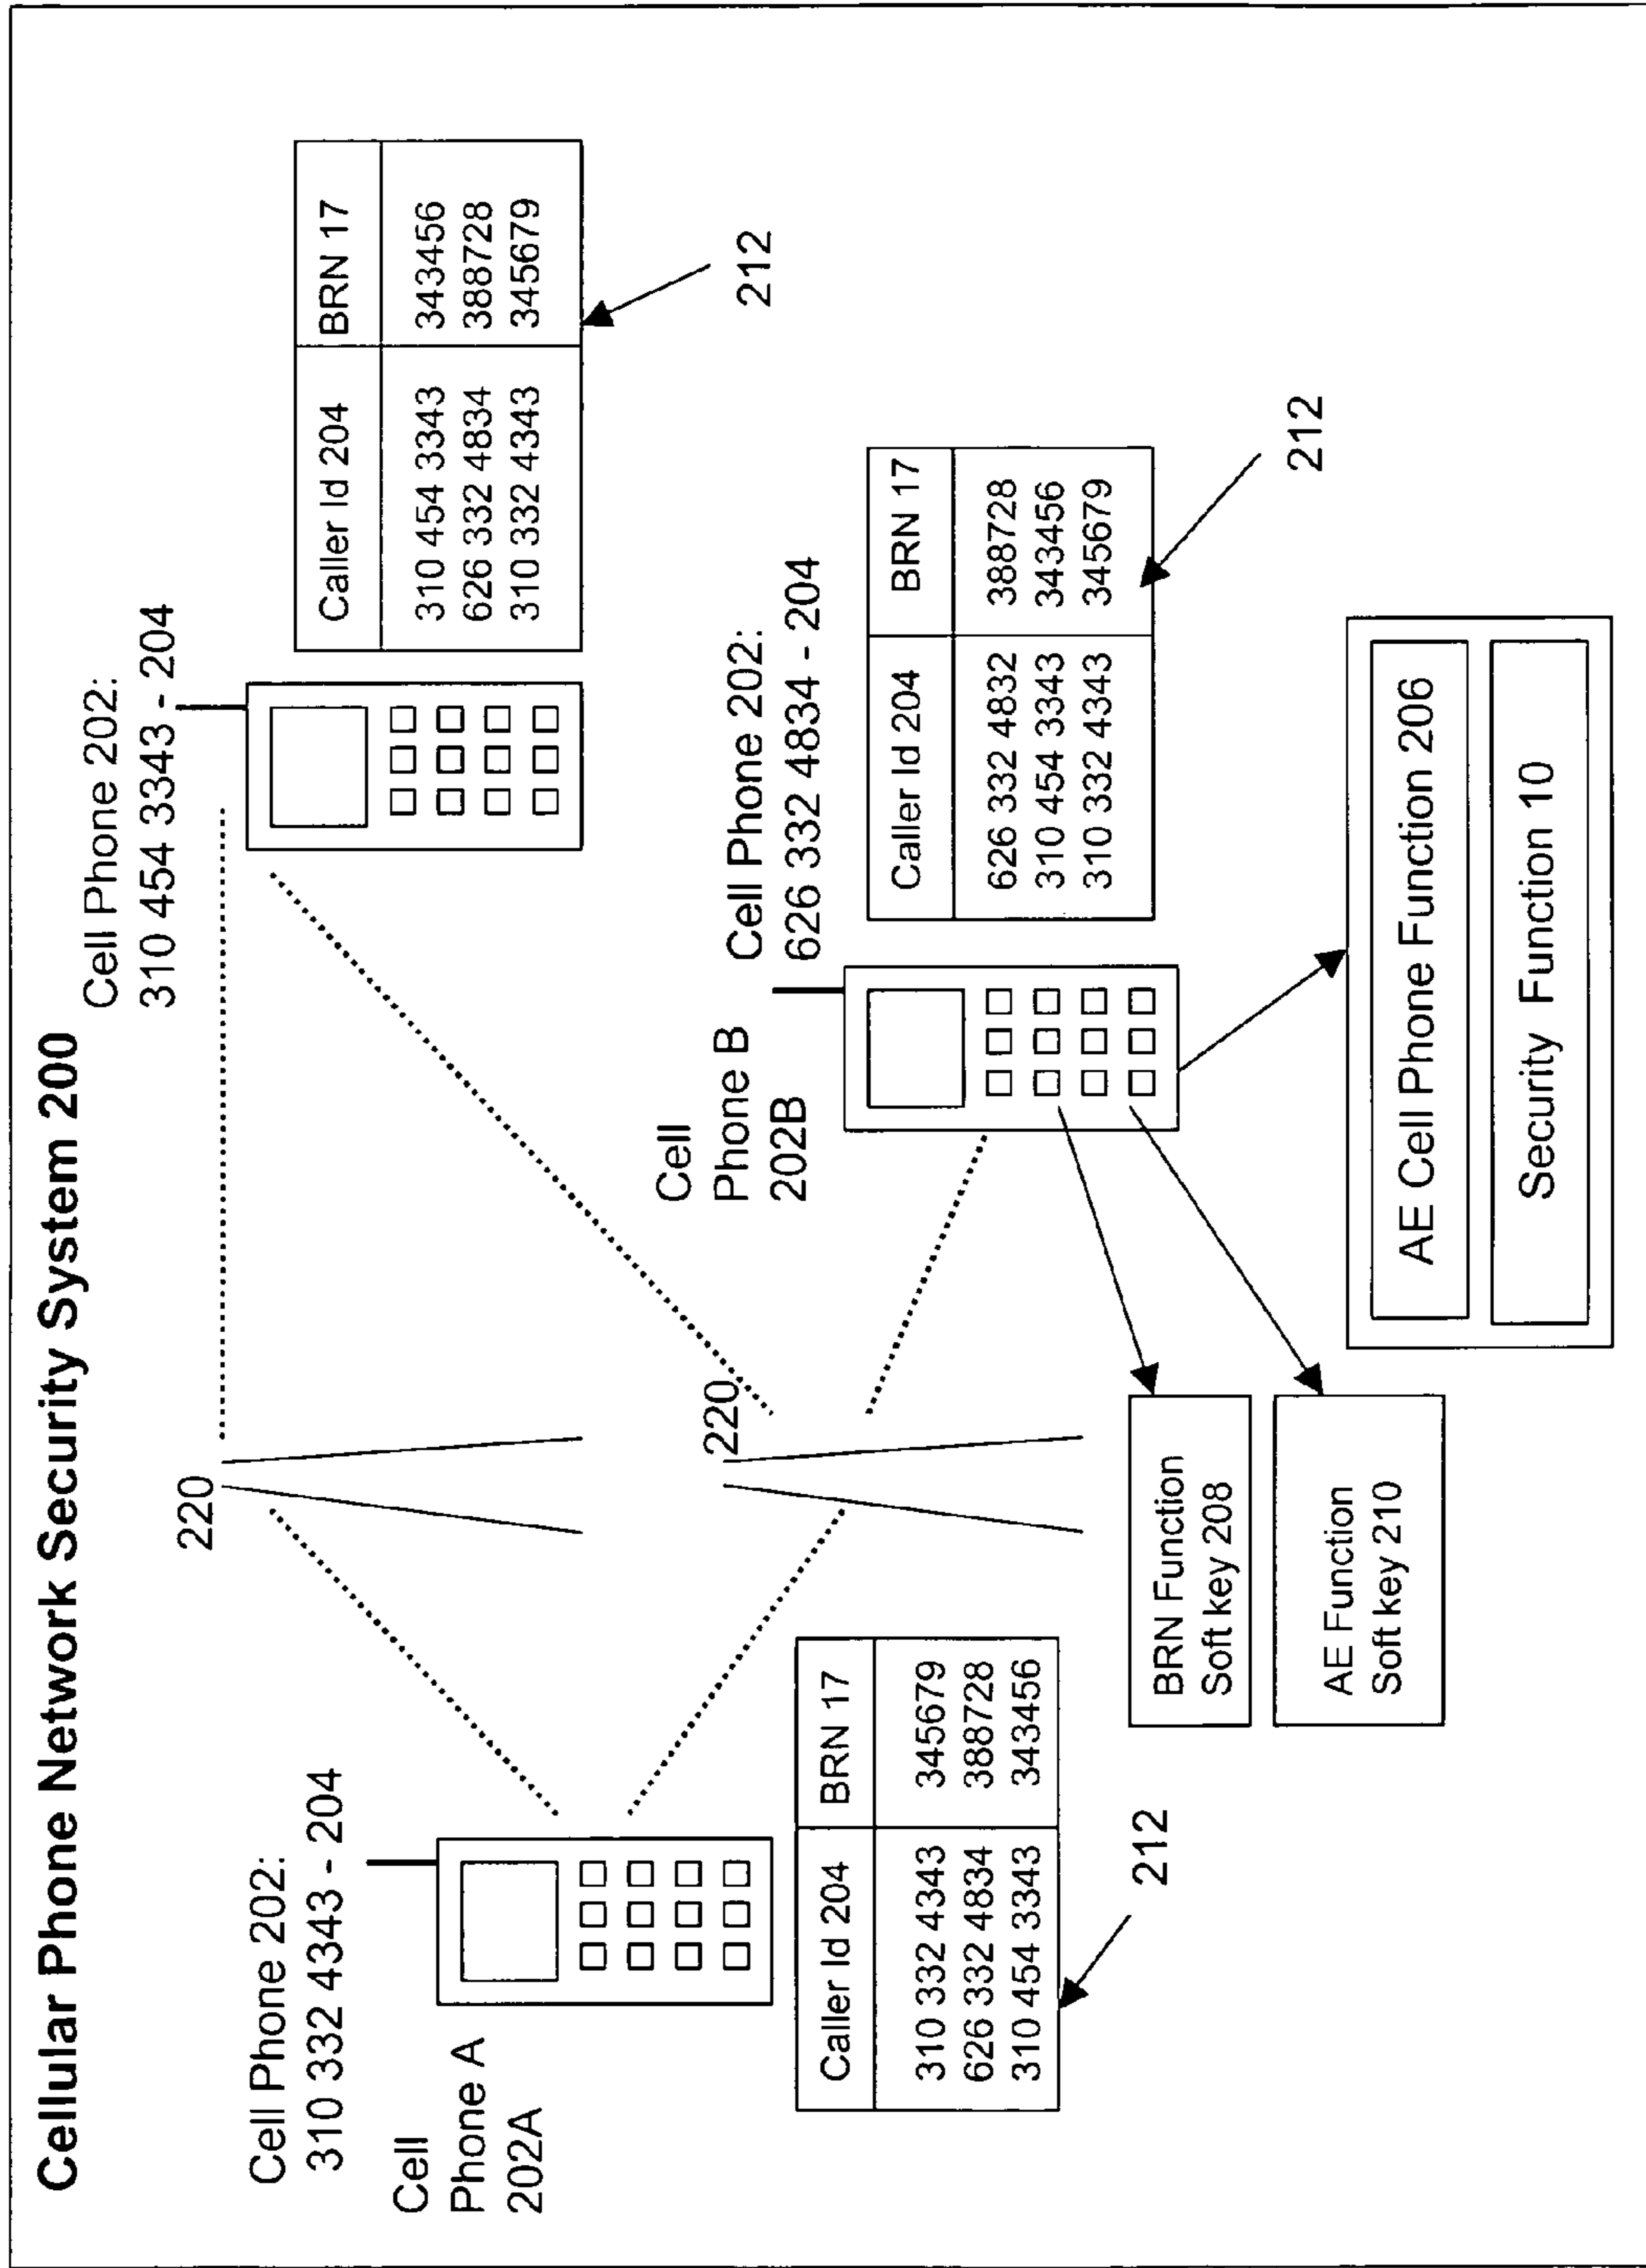 Cellular Phone Network Security System 200
Cell Phone 202:
310 332 4343 - 204
Cell
Phone A
202A
Caller Id 204 BRN 17
310 332 4343 345679
626 332 4834 388728
310 454 3343 343456
212
220
220
Cell Phone 202:
310 454 3343 - 204
Caller Id 204 BRN 17
310 454 3343 343456
626 332 4834 388728
310 332 4343 345679
212
Cell
Phone B
202B
Cell Phone 202:
626 332 4834 - 204
Caller Id 204 BRN 17
626 332 4832 388728
310 454 3343 343456
310 332 4343 345679
212
BRN Function
Soft key 208
AE Function
Soft key 210
AE Cell Phone Function 206
Security Function 10